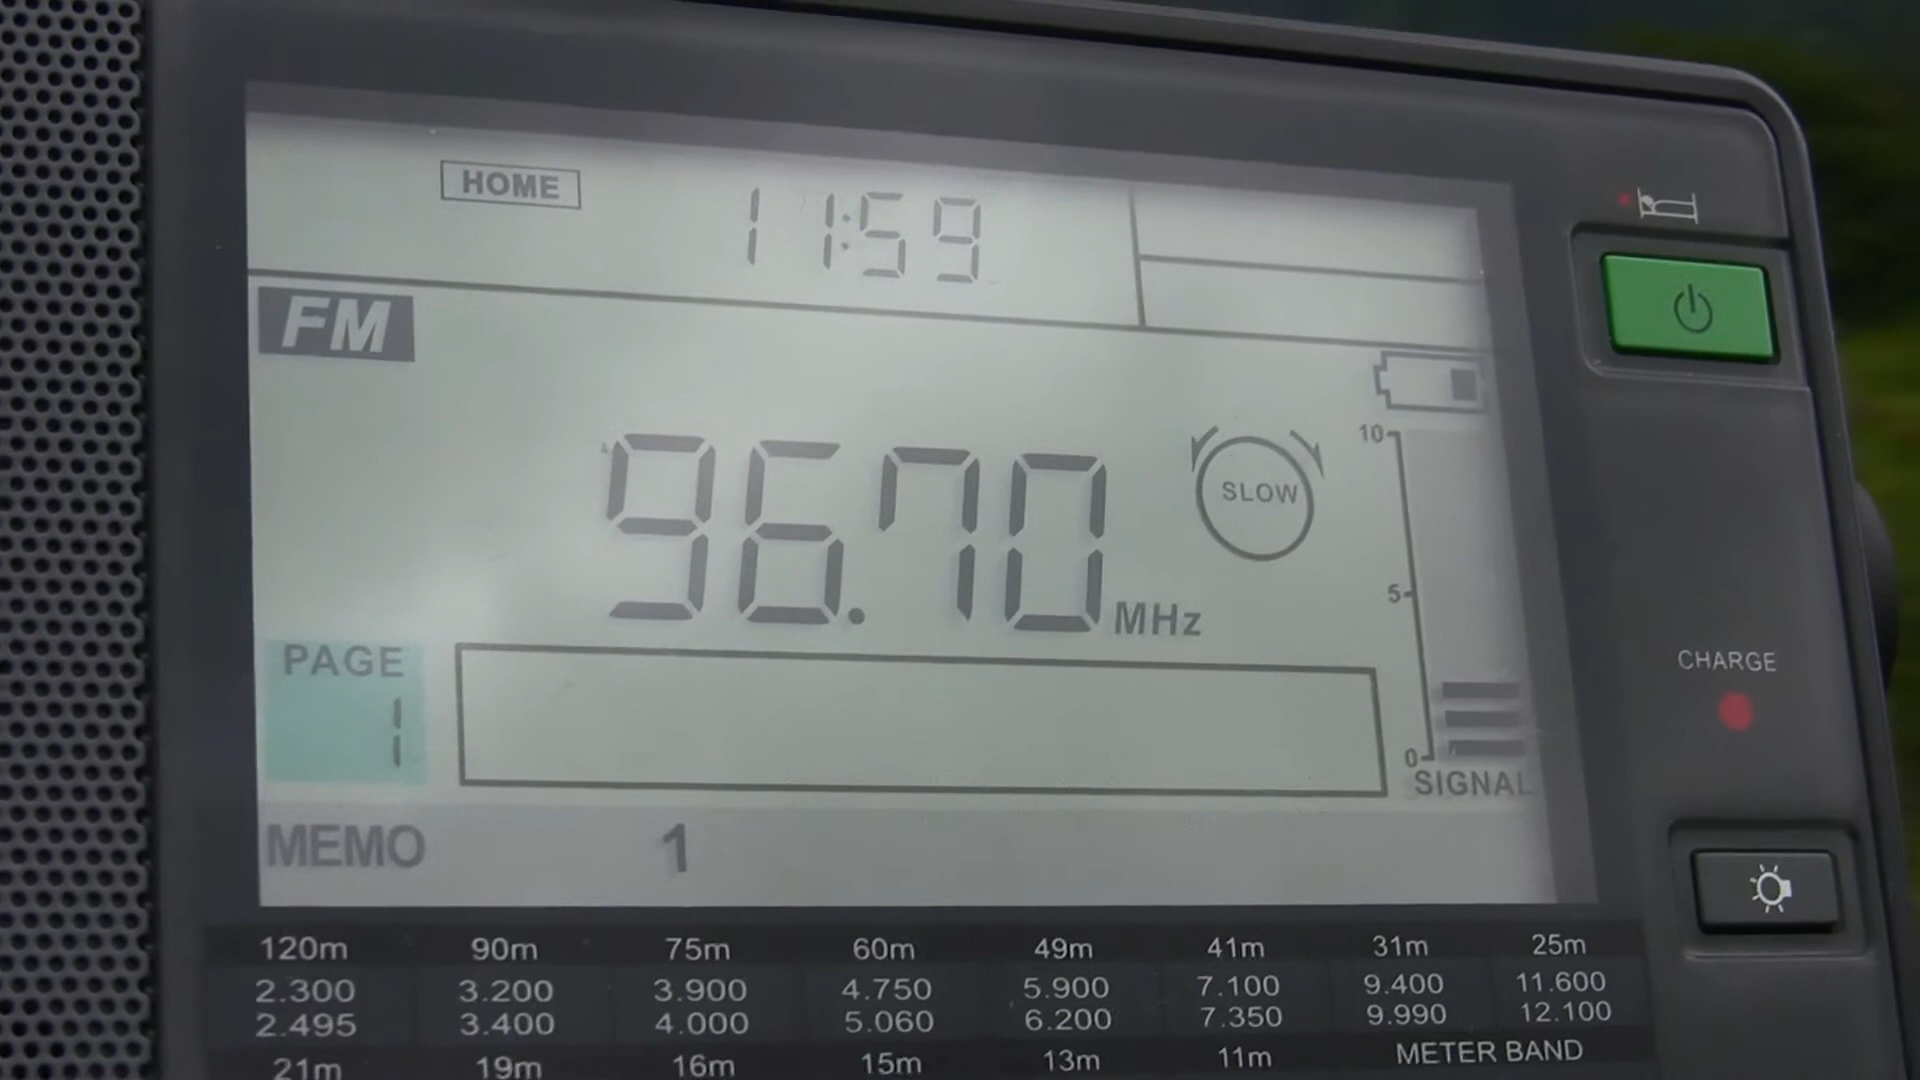 HOME 11:59
FM
96.70 MHz
SLOW
10
5
0
SIGNAL
PAGE
1
MEMO 1
CHARGE
120m 90m 75m 60m 49m 41m 31m 25m
2.300 3.200 3.900 4.750 5.900 7.100 9.400 11.600
2.495 3.400 4.000 5.060 6.200 7.350 9.990 12.100
21m 19m 16m 15m 13m 11m METER BAND